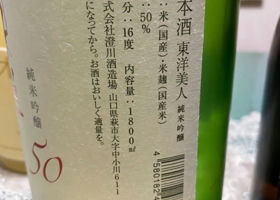 本酒 東洋美人 純米吟醸
:米(国産)・米麹(国産米)
:50%
分:16度 内容量:1800㎖
になってから。お酒はおいしく適量を。
式会社澄川酒造場 山口県萩市大字中小川611
純米吟醸
50
4580182